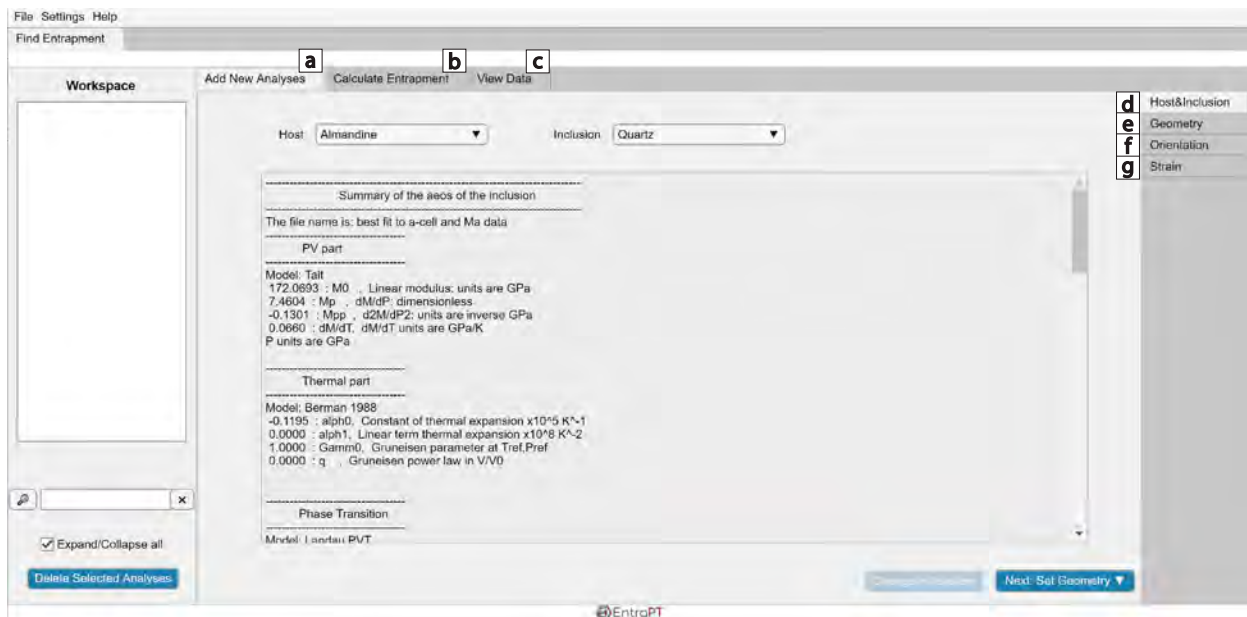 File Settings Help
Find Entrapment
a b c
Workspace
Add New Analyses Calculate Entrapment View Data
d Host&Inclusion
e Geometry
f Orientation
g Strain
Host Almandine ▼ Inclusion Quartz ▼
Summary of the aeos of the inclusion
The file name is: best fit to a-cell and Ma data
PV part
Model: Tait
172.0693 : M0 , Linear modulus: units are GPa
7.4604 : Mp , dM/dP: dimensionless
-0.1301 : Mpp , d2M/dP2: units are inverse GPa
0.0660 : dM/dT, dM/dT units are GPa/K
P units are GPa
Thermal part
Model: Berman 1988
-0.1195 : alph0, Constant of thermal expansion x10^5 K^-1
0.0000 : alph1, Linear term thermal expansion x10^8 K^-2
1.0000 : Gamm0, Gruneisen parameter at Tref,Pref
0.0000 : q , Gruneisen power law in V/V0
Phase Transition
Model: Landau PVT
Expand/Collapse all
Delete Selected Analyses
Next: Set Geometry ▼
EntraPT